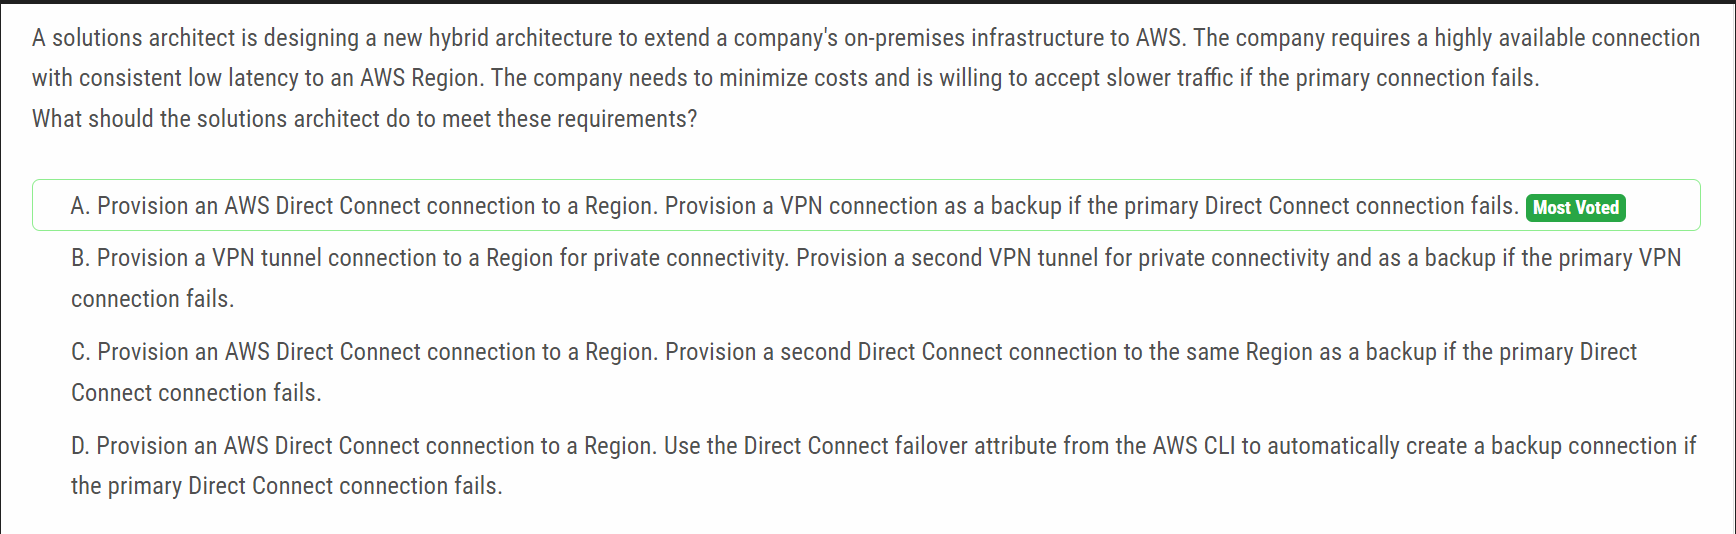 A solutions architect is designing a new hybrid architecture to extend a company's on-premises infrastructure to AWS. The company requires a highly available connection
with consistent low latency to an AWS Region. The company needs to minimize costs and is willing to accept slower traffic if the primary connection fails.
What should the solutions architect do to meet these requirements?
A. Provision an AWS Direct Connect connection to a Region. Provision a VPN connection as a backup if the primary Direct Connect connection fails. Most Voted
B. Provision a VPN tunnel connection to a Region for private connectivity. Provision a second VPN tunnel for private connectivity and as a backup if the primary VPN
connection fails.
C. Provision an AWS Direct Connect connection to a Region. Provision a second Direct Connect connection to the same Region as a backup if the primary Direct
Connect connection fails.
D. Provision an AWS Direct Connect connection to a Region. Use the Direct Connect failover attribute from the AWS CLI to automatically create a backup connection if
the primary Direct Connect connection fails.